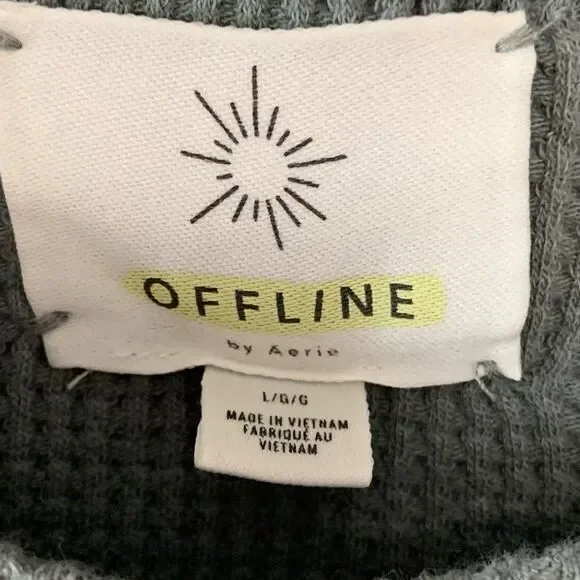 OFFLINE
by Aerie
L/G/G
MADE IN VIETNAM
FABRIQUÉ AU
VIETNAM